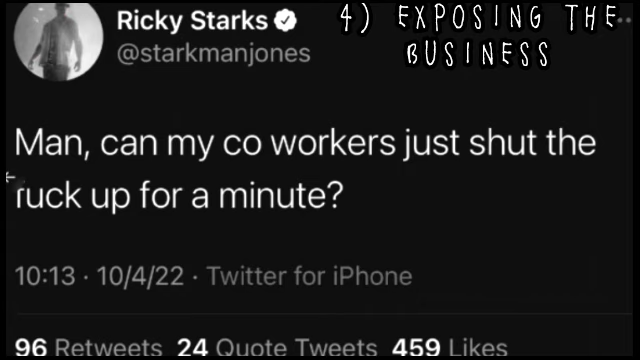 Ricky Starks
@starkmanjones
4) EXPOSING THE
BUSINESS
Man, can my co workers just shut the
ruck up for a minute?
10:13 · 10/4/22 · Twitter for iPhone
96 Retweets 24 Quote Tweets 459 Likes